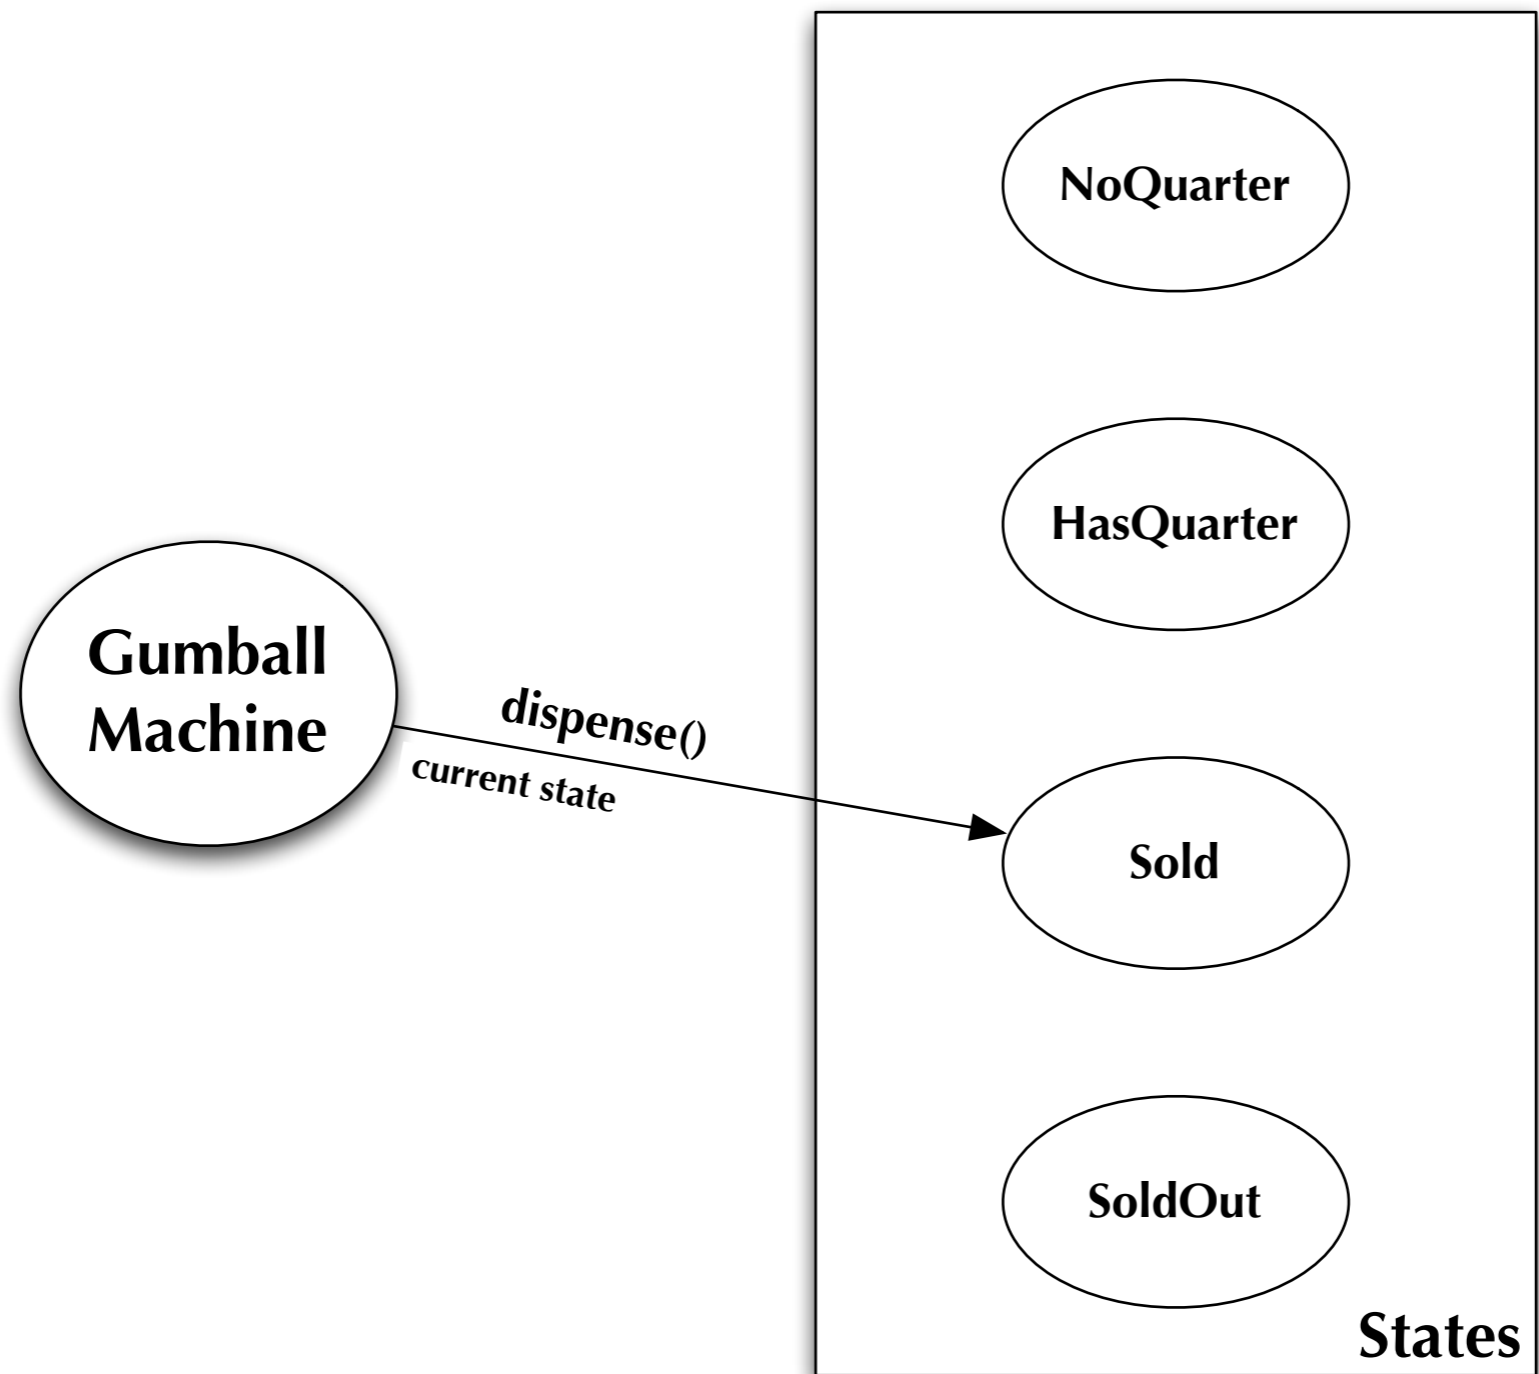 NoQuarter
HasQuarter
Gumball
Machine
dispense()
current state
Sold
SoldOut
States